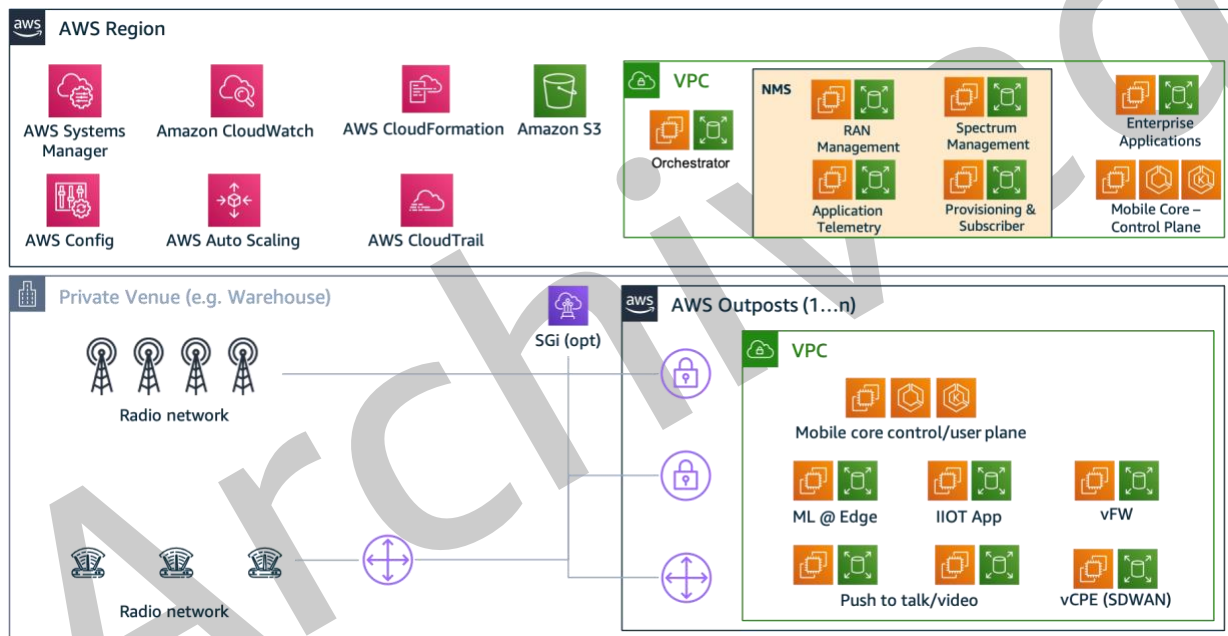 aws
AWS Region
AWS Systems
Manager
Amazon CloudWatch
AWS CloudFormation
Amazon S3
AWS Config
AWS Auto Scaling
AWS CloudTrail
VPC
Orchestrator
NMS
RAN
Management
Spectrum
Management
Application
Telemetry
Provisioning &
Subscriber
Enterprise
Applications
K
Mobile Core –
Control Plane
Private Venue (e.g. Warehouse)
Radio network
Radio network
SGi (opt)
aws
AWS Outposts (1...n)
VPC
K
Mobile core control/user plane
ML @ Edge
IIOT App
vFW
Push to talk/video
vCPE (SDWAN)
Archived